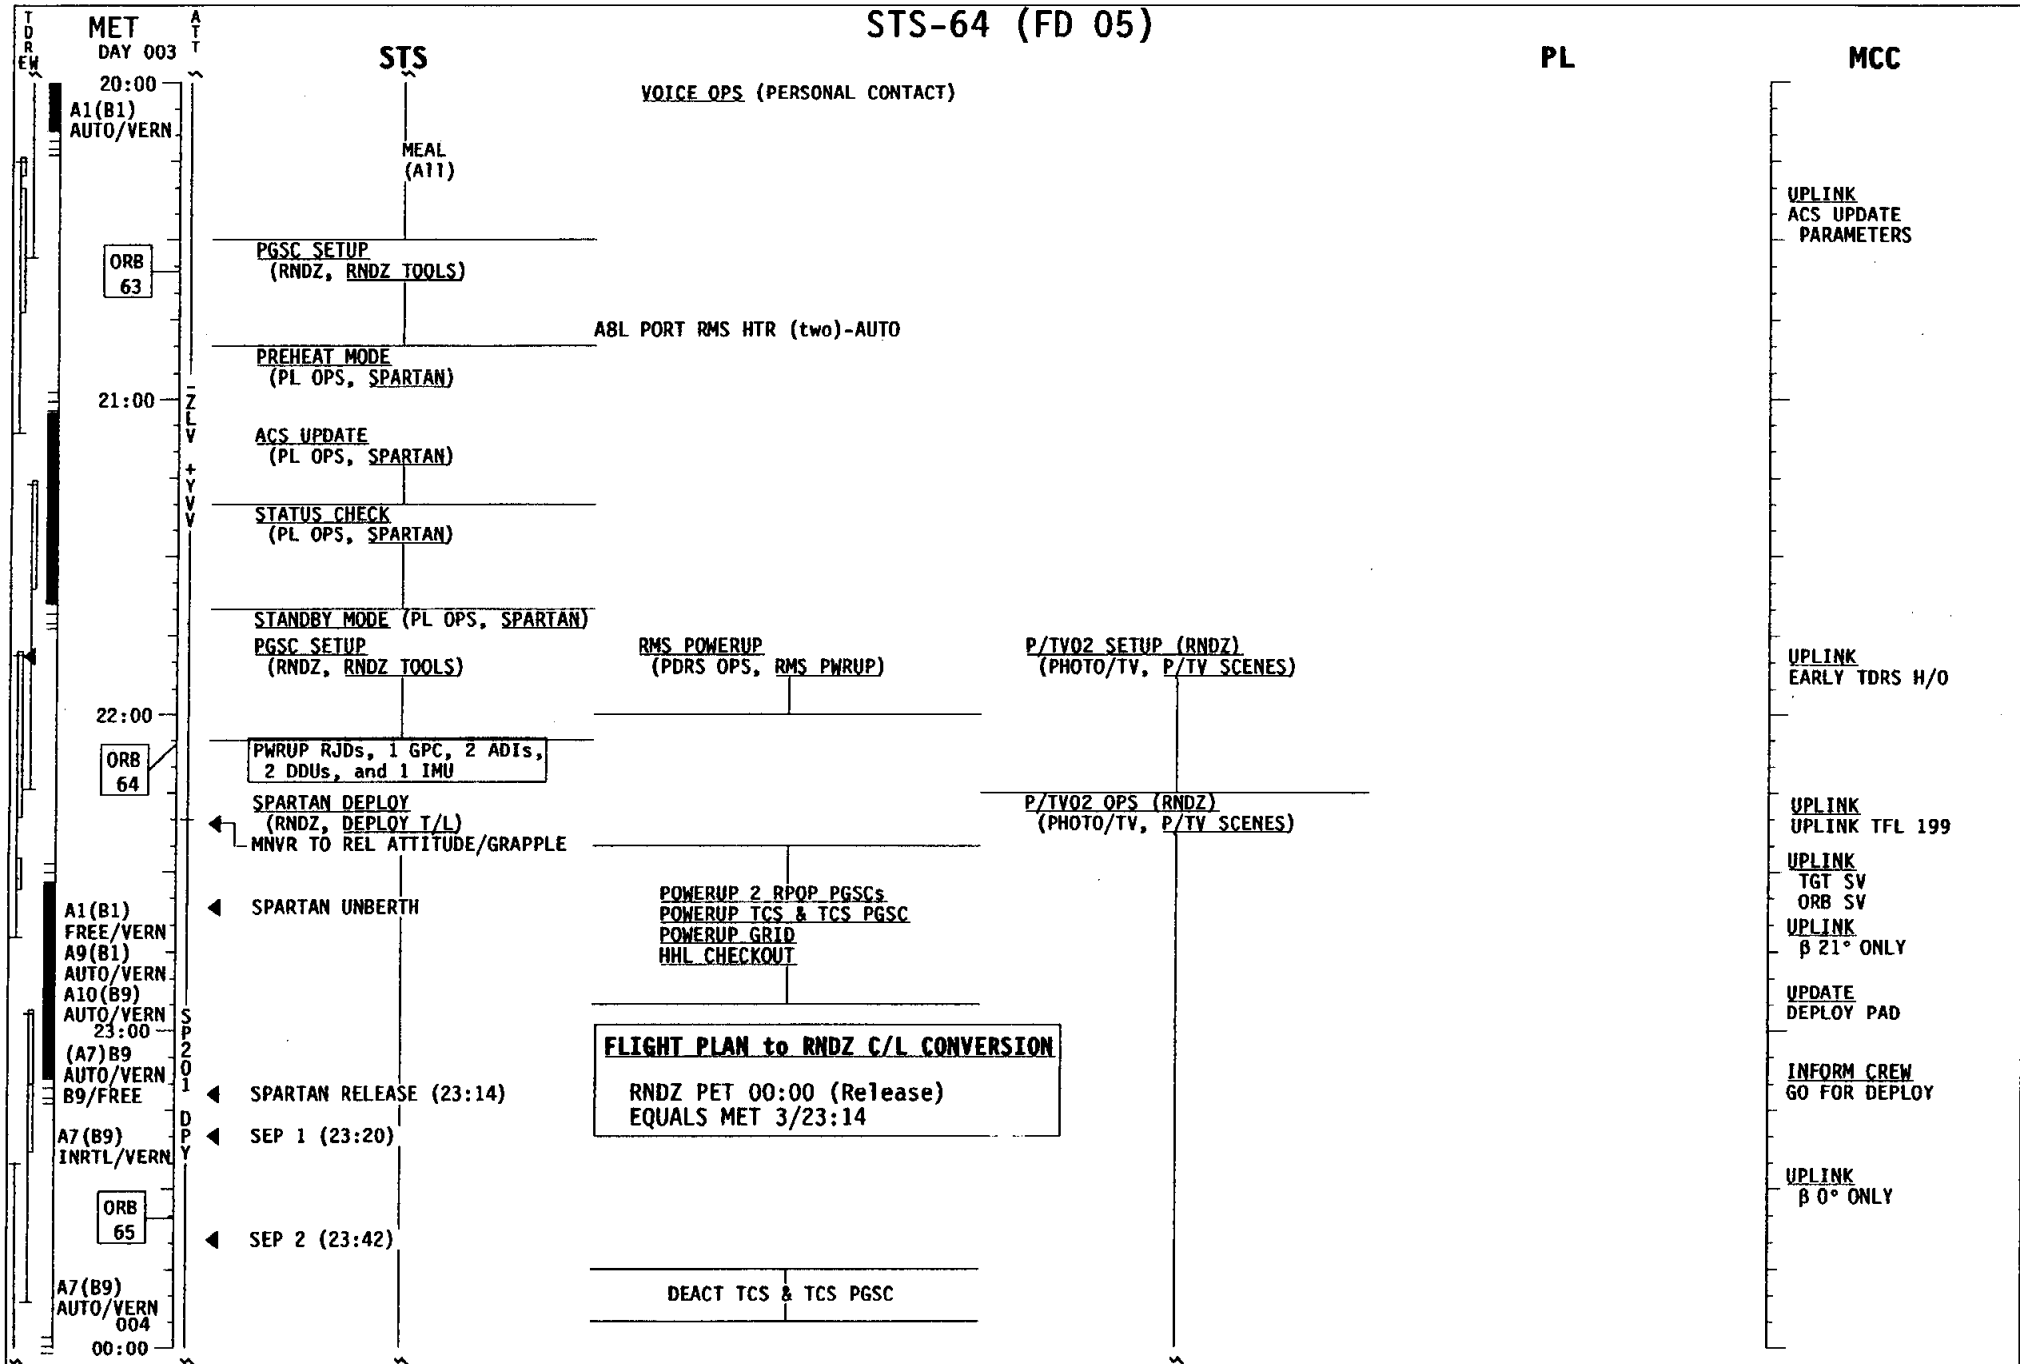 STS-64 (FD 05)
TDRE W
MET
DAY 003
ATT
STS
PL
MCC
20:00
A1(B1)
AUTO/VERN
VOICE OPS (PERSONAL CONTACT)
MEAL
(All)
UPLINK
ACS UPDATE
PARAMETERS
ORB
63
PGSC SETUP
(RNDZ, RNDZ TOOLS)
A8L PORT RMS HTR (two)-AUTO
PREHEAT MODE
(PL OPS, SPARTAN)
21:00
-ZLV +YVV
ACS UPDATE
(PL OPS, SPARTAN)
STATUS CHECK
(PL OPS, SPARTAN)
STANDBY MODE (PL OPS, SPARTAN)
PGSC SETUP
(RNDZ, RNDZ TOOLS)
RMS POWERUP
(PDRS OPS, RMS PWRUP)
P/TV02 SETUP (RNDZ)
(PHOTO/TV, P/TV SCENES)
UPLINK
EARLY TDRS H/O
22:00
ORB
64
PWRUP RJDs, 1 GPC, 2 ADIs,
2 DDUs, and 1 IMU
SPARTAN DEPLOY
(RNDZ, DEPLOY T/L)
MNVR TO REL ATTITUDE/GRAPPLE
P/TV02 OPS (RNDZ)
(PHOTO/TV, P/TV SCENES)
UPLINK
UPLINK TFL 199
UPLINK
TGT SV
ORB SV
UPLINK
β 21° ONLY
A1(B1)
FREE/VERN
A9(B1)
AUTO/VERN
A10(B9)
AUTO/VERN
SPARTAN UNBERTH
POWERUP 2 RPOP PGSCs
POWERUP TCS & TCS PGSC
POWERUP GRID
HHL CHECKOUT
UPDATE
DEPLOY PAD
23:00
SP201 DPY
(A7)B9
AUTO/VERN
B9/FREE
SPARTAN RELEASE (23:14)
FLIGHT PLAN to RNDZ C/L CONVERSION
RNDZ PET 00:00 (Release)
EQUALS MET 3/23:14
INFORM CREW
GO FOR DEPLOY
A7(B9)
INRTL/VERN
SEP 1 (23:20)
UPLINK
β 0° ONLY
ORB
65
SEP 2 (23:42)
A7(B9)
AUTO/VERN
004
00:00
DEACT TCS & TCS PGSC